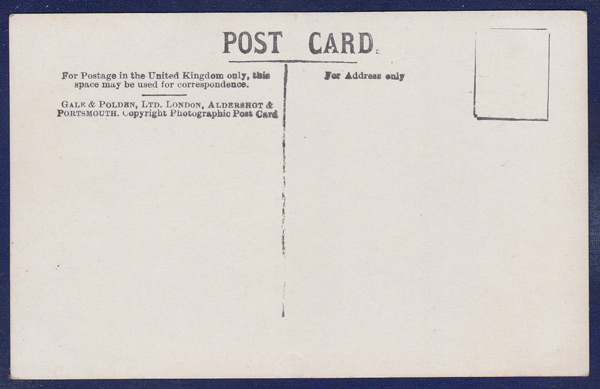 POST CARD.
For Postage in the United Kingdom only, this
space may be used for correspondence.
GALE & POLDEN, LTD. LONDON, ALDERSHOT &
PORTSMOUTH. Copyright Photographic Post Card
For Address only